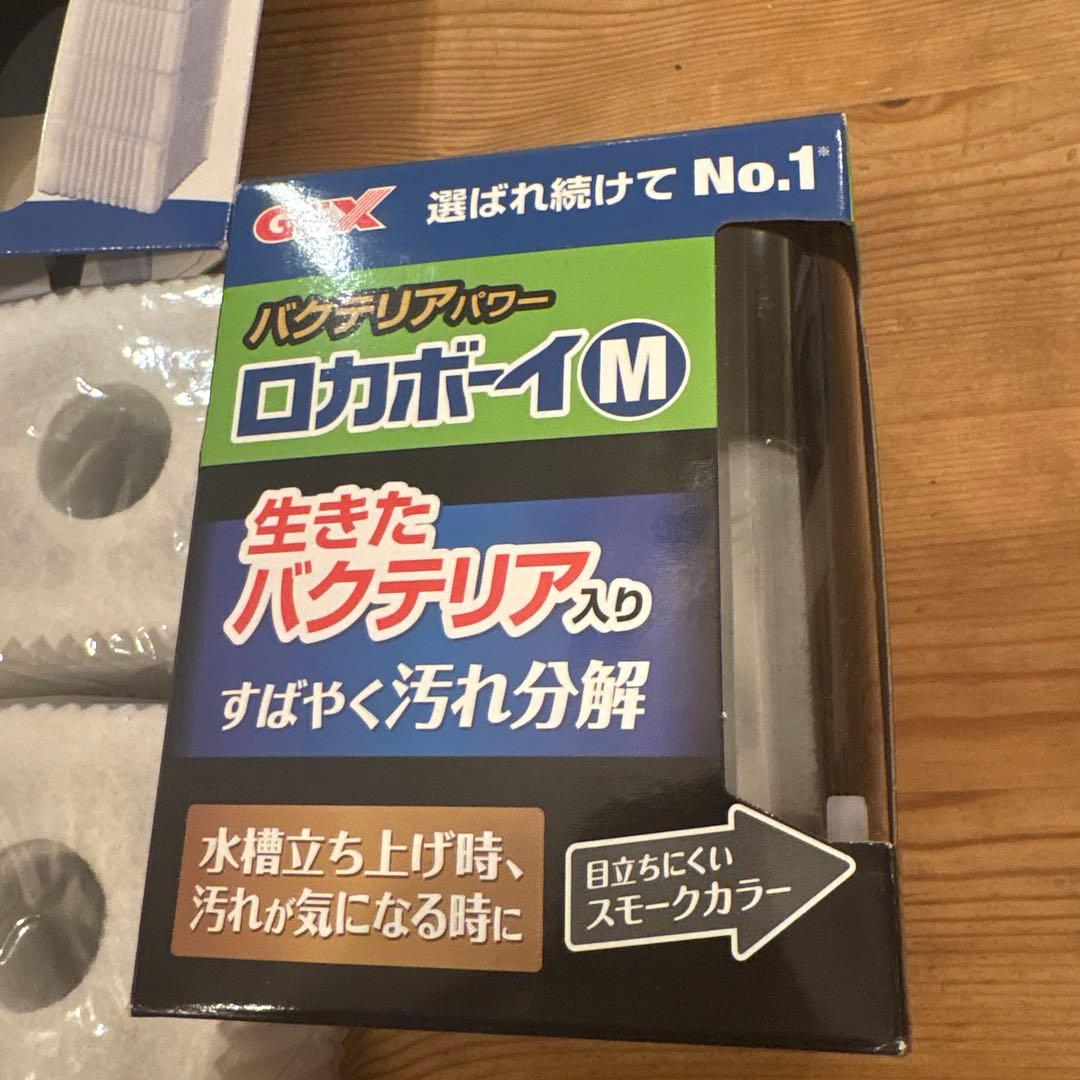 GEX 選ばれ続けて No.1※
バクテリアパワー
ロカボーイ M
生きた
バクテリア入り
すばやく汚れ分解
水槽立ち上げ時、
汚れが気になる時に
目立ちにくい
スモークカラー